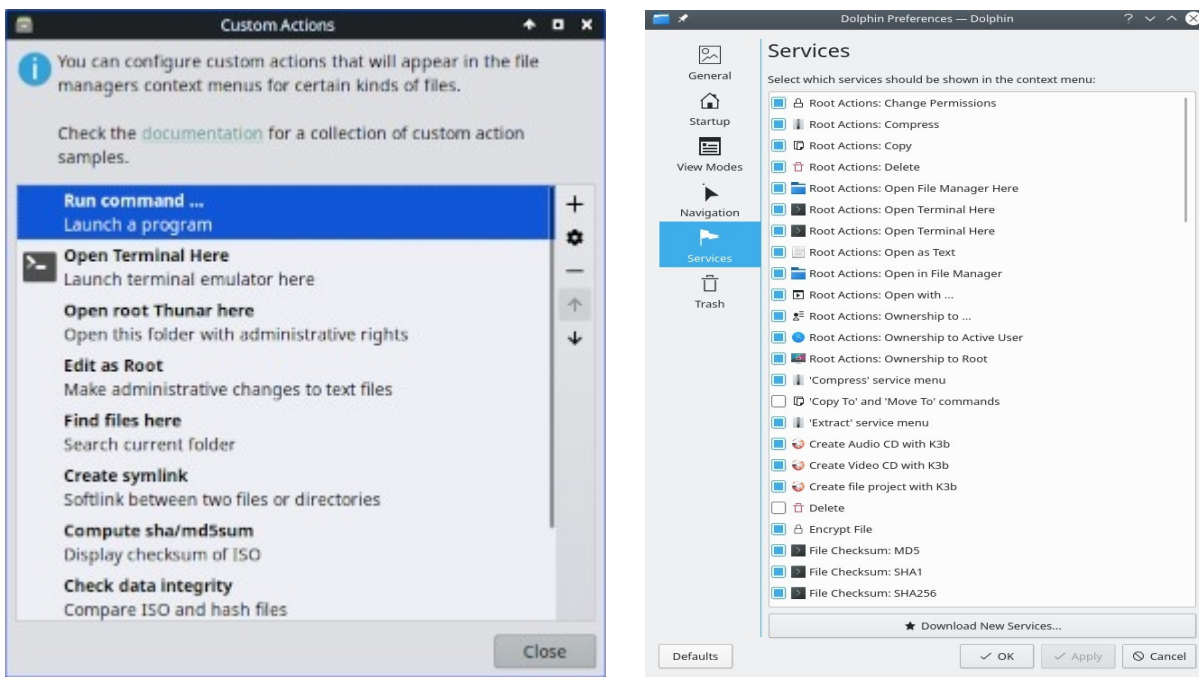 Custom Actions
You can configure custom actions that will appear in the file
managers context menus for certain kinds of files.
Check the documentation for a collection of custom action
samples.
Run command ...
Launch a program
Open Terminal Here
Launch terminal emulator here
Open root Thunar here
Open this folder with administrative rights
Edit as Root
Make administrative changes to text files
Find files here
Search current folder
Create symlink
Softlink between two files or directories
Compute sha/md5sum
Display checksum of ISO
Check data integrity
Compare ISO and hash files
Close
Dolphin Preferences — Dolphin
General
Startup
View Modes
Navigation
Services
Trash
Services
Select which services should be shown in the context menu:
Root Actions: Change Permissions
Root Actions: Compress
Root Actions: Copy
Root Actions: Delete
Root Actions: Open File Manager Here
Root Actions: Open Terminal Here
Root Actions: Open Terminal Here
Root Actions: Open as Text
Root Actions: Open in File Manager
Root Actions: Open with ...
Root Actions: Ownership to ...
Root Actions: Ownership to Active User
Root Actions: Ownership to Root
'Compress' service menu
'Copy To' and 'Move To' commands
'Extract' service menu
Create Audio CD with K3b
Create Video CD with K3b
Create file project with K3b
Delete
Encrypt File
File Checksum: MD5
File Checksum: SHA1
File Checksum: SHA256
Download New Services...
Defaults
OK
Apply
Cancel